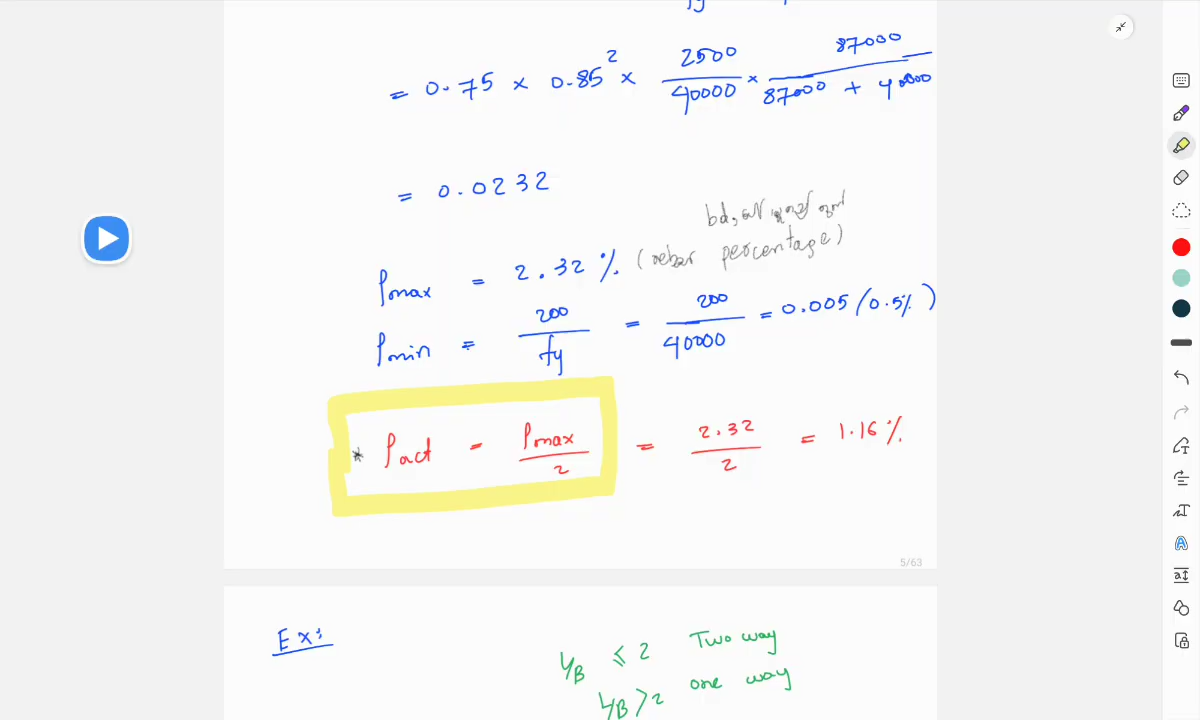 = 0.75 × 0.85² × 2500/40000 × 87000/(87000 + 40000)
= 0.0232
bd,
ρmax = 2.32 % (rebar percentage)
ρmin = 200/fy = 200/40000 = 0.005 (0.5%)
* ρact = ρmax/2 = 2.32/2 = 1.16%
5/63
Ex:
L/B ≤ 2 Two way
L/B > 2 one way